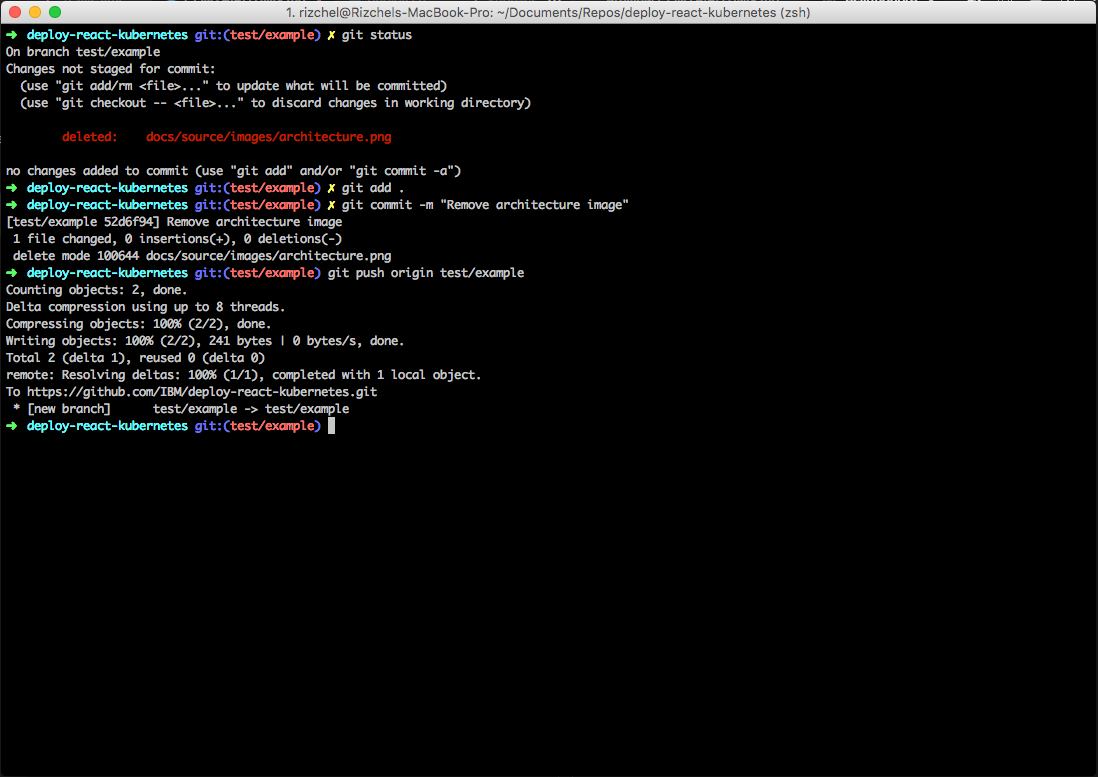 1. rizchel@Rizchels-MacBook-Pro: ~/Documents/Repos/deploy-react-kubernetes (zsh)
➜  deploy-react-kubernetes git:(test/example) ✗ git status
On branch test/example
Changes not staged for commit:
  (use "git add/rm <file>..." to update what will be committed)
  (use "git checkout -- <file>..." to discard changes in working directory)
        deleted:    docs/source/images/architecture.png
no changes added to commit (use "git add" and/or "git commit -a")
➜  deploy-react-kubernetes git:(test/example) ✗ git add .
➜  deploy-react-kubernetes git:(test/example) ✗ git commit -m "Remove architecture image"
[test/example 52d6f94] Remove architecture image
 1 file changed, 0 insertions(+), 0 deletions(-)
 delete mode 100644 docs/source/images/architecture.png
➜  deploy-react-kubernetes git:(test/example) git push origin test/example
Counting objects: 2, done.
Delta compression using up to 8 threads.
Compressing objects: 100% (2/2), done.
Writing objects: 100% (2/2), 241 bytes | 0 bytes/s, done.
Total 2 (delta 1), reused 0 (delta 0)
remote: Resolving deltas: 100% (1/1), completed with 1 local object.
To https://github.com/IBM/deploy-react-kubernetes.git
 * [new branch]      test/example -> test/example
➜  deploy-react-kubernetes git:(test/example)